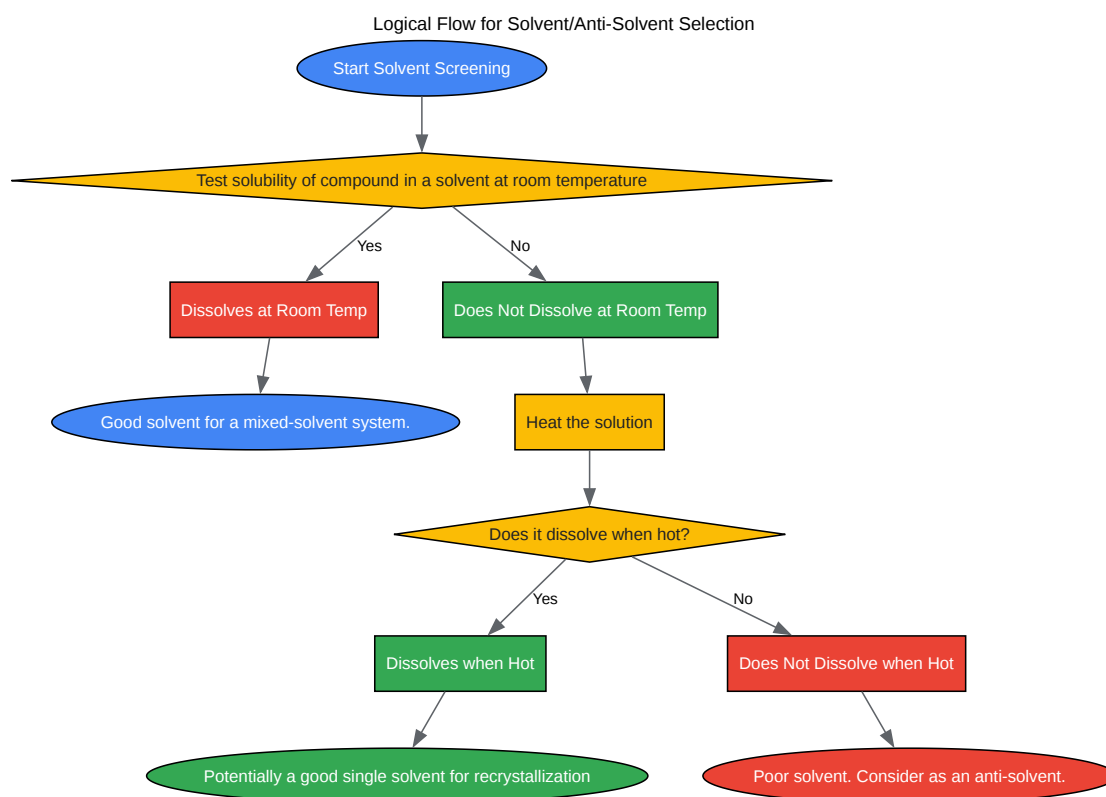 Logical Flow for Solvent/Anti-Solvent Selection
Start Solvent Screening
Test solubility of compound in a solvent at room temperature
Yes
No
Dissolves at Room Temp
Does Not Dissolve at Room Temp
Good solvent for a mixed-solvent system.
Heat the solution
Does it dissolve when hot?
Yes
No
Dissolves when Hot
Does Not Dissolve when Hot
Potentially a good single solvent for recrystallization
Poor solvent. Consider as an anti-solvent.